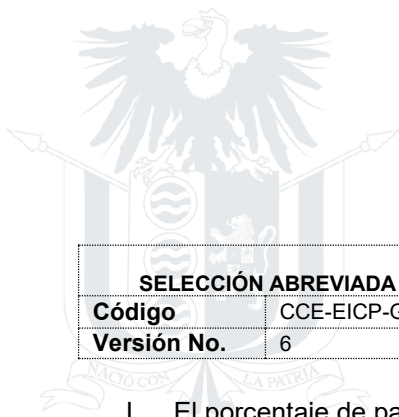 SELECCIÓN ABREVIADA
Código CCE-EICP-G
Versión No. 6
NACIÓ CON LA PATRIA
I. El porcentaje de pa